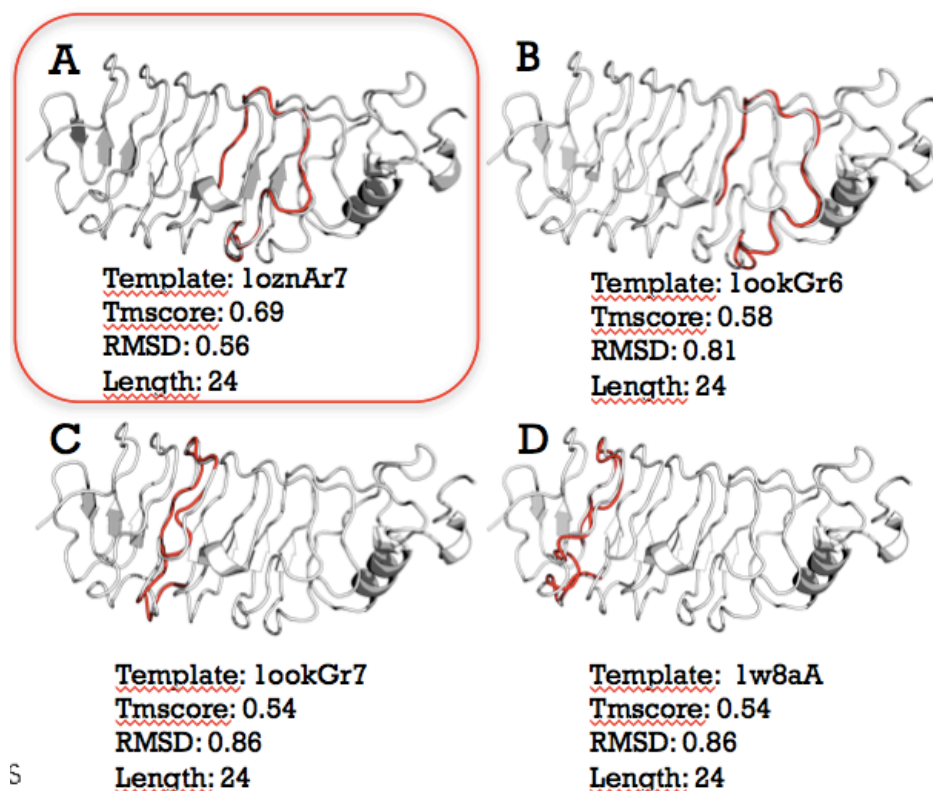 A
B
Template: 1oznAr7
Tmscore: 0.69
RMSD: 0.56
Length: 24
Template: 1ookGr6
Tmscore: 0.58
RMSD: 0.81
Length: 24
C
D
Template: 1ookGr7
Tmscore: 0.54
RMSD: 0.86
Length: 24
Template: 1w8aA
Tmscore: 0.54
RMSD: 0.86
Length: 24
s